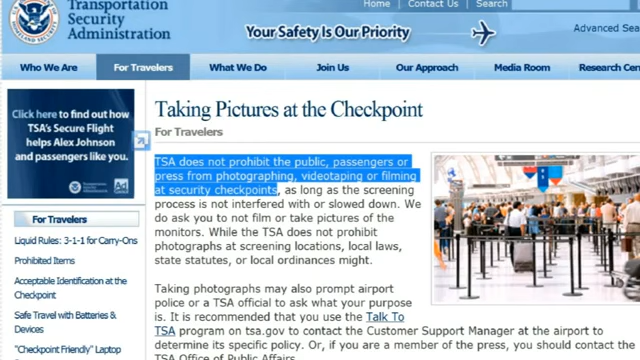 Transportation
Security
Administration
Home | Contact Us | Search
Your Safety Is Our Priority
Advanced Sea
Who We Are
For Travelers
What We Do
Join Us
Our Approach
Media Room
Research Cen
Click here to find out how
TSA's Secure Flight
helps Alex Johnson
and passengers like you.
Ad
Taking Pictures at the Checkpoint
For Travelers
TSA does not prohibit the public, passengers or
press from photographing, videotaping or filming
at security checkpoints, as long as the screening
process is not interfered with or slowed down. We
do ask you to not film or take pictures of the
monitors. While the TSA does not prohibit
photographs at screening locations, local laws,
state statutes, or local ordinances might.
Taking photographs may also prompt airport
police or a TSA official to ask what your purpose
is. It is recommended that you use the Talk To
TSA program on tsa.gov to contact the Customer Support Manager at the airport to
determine its specific policy. Or, if you are a member of the press, you should contact the
TSA Office of Public Affairs.
For Travelers
Liquid Rules: 3-1-1 for Carry-Ons
Prohibited Items
Acceptable Identification at the
Checkpoint
Safe Travel with Batteries &
Devices
"Checkpoint Friendly" Laptop